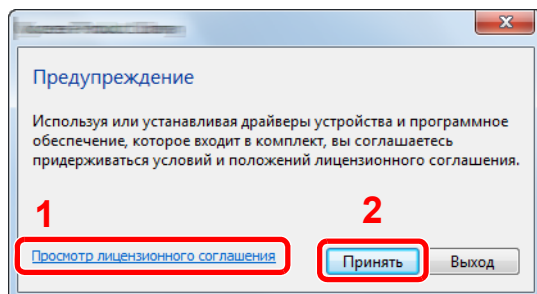 Предупреждение
Используя или устанавливая драйверы устройства и программное
обеспечение, которое входит в комплект, вы соглашаетесь
придерживаться условий и положений лицензионного соглашения.
1
2
Просмотр лицензионного соглашения
Принять Выход